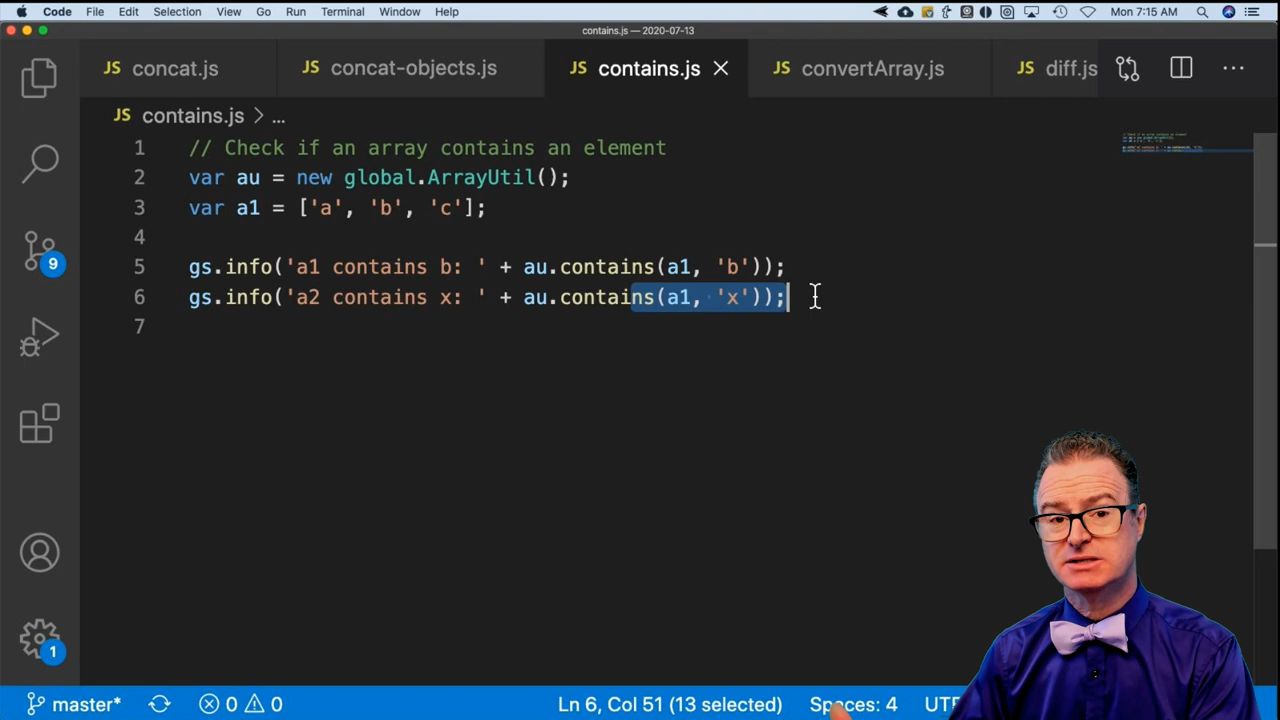 Code File Edit Selection View Go Run Terminal Window Help Mon 7:15 AM
contains.js — 2020-07-13
JS concat.js JS concat-objects.js JS contains.js JS convertArray.js JS diff.js
JS contains.js > ...
1 // Check if an array contains an element
2 var au = new global.ArrayUtil();
3 var a1 = ['a', 'b', 'c'];
4
5 gs.info('a1 contains b: ' + au.contains(a1, 'b'));
6 gs.info('a2 contains x: ' + au.contains(a1, 'x'));
7
9
1
master* 0 0 Ln 6, Col 51 (13 selected) Spaces: 4 UTF